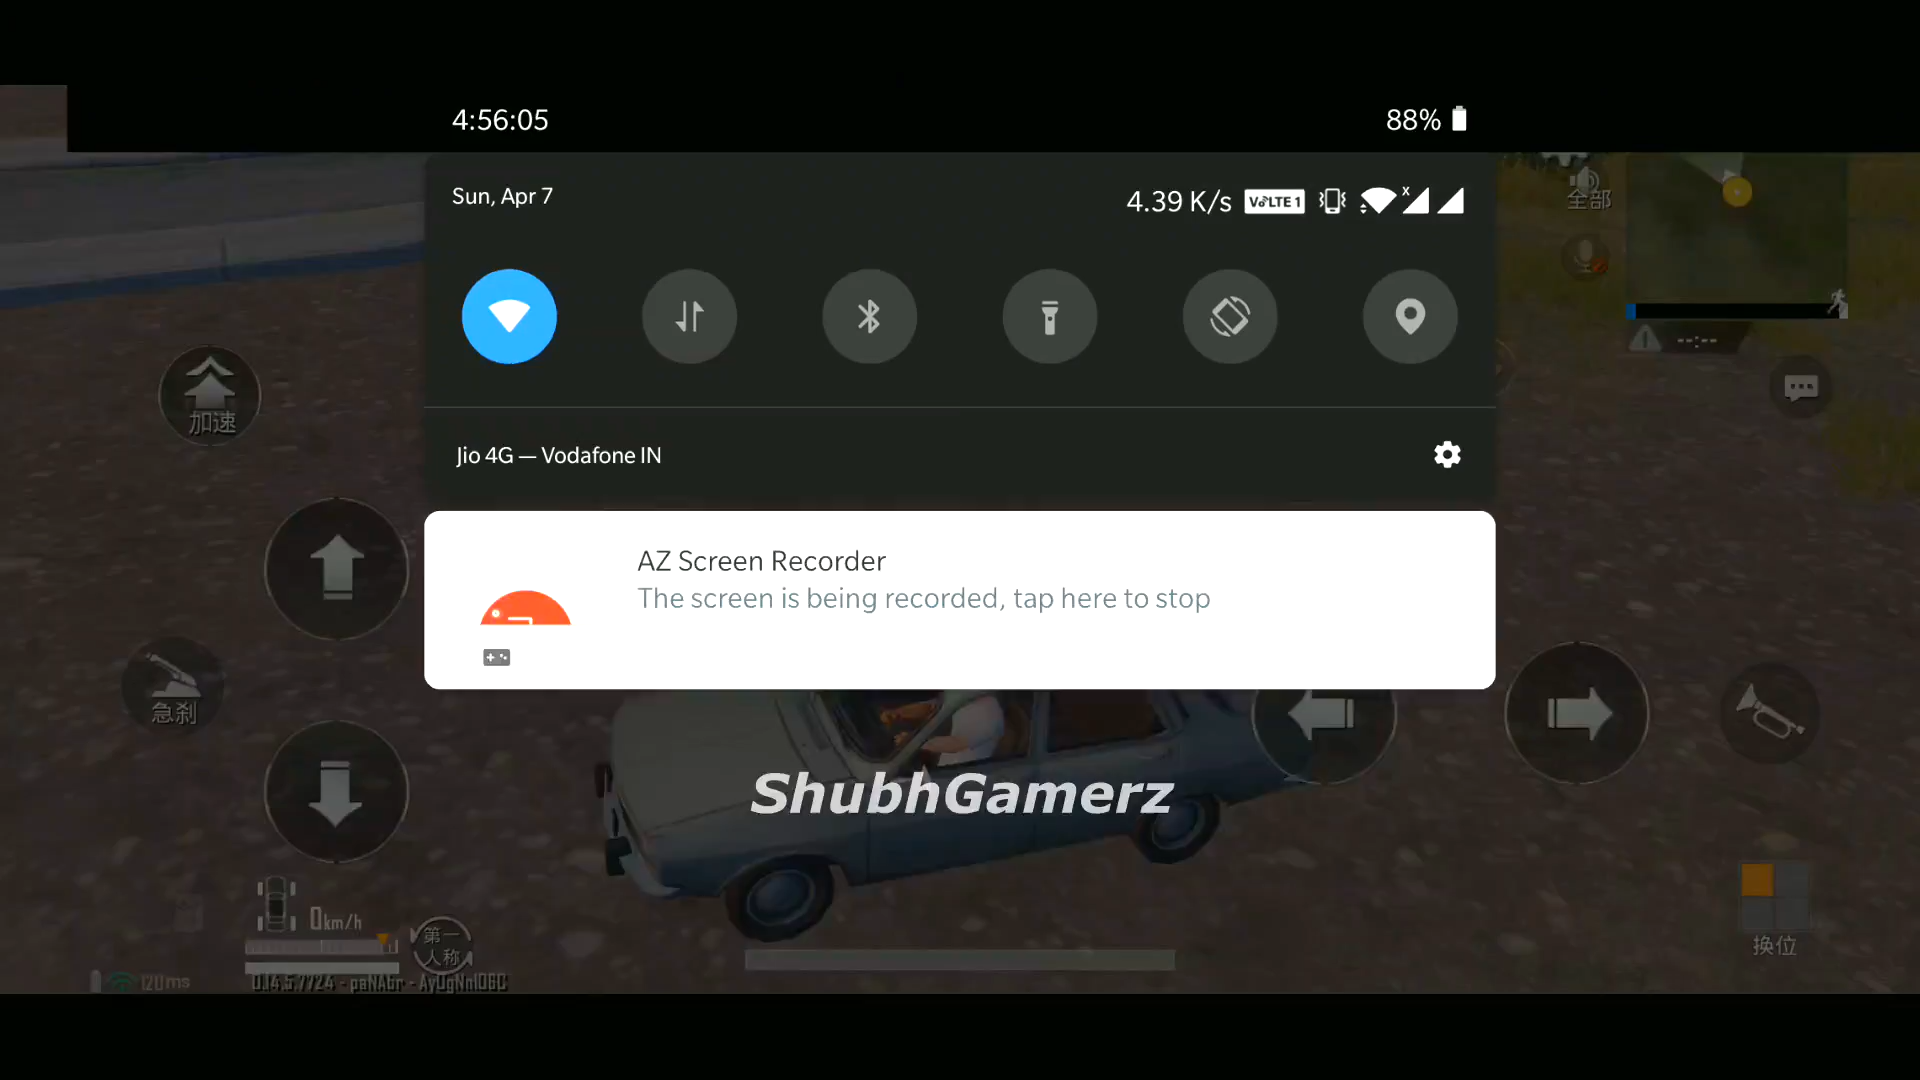 4:56:05
88%
Sun, Apr 7
4.39 K/s
VoLTE 1
x
全部
加速
Jio 4G — Vodafone IN
AZ Screen Recorder
The screen is being recorded, tap here to stop
急刹
ShubhGamerz
0km/h
第一
人称
换位
120ms